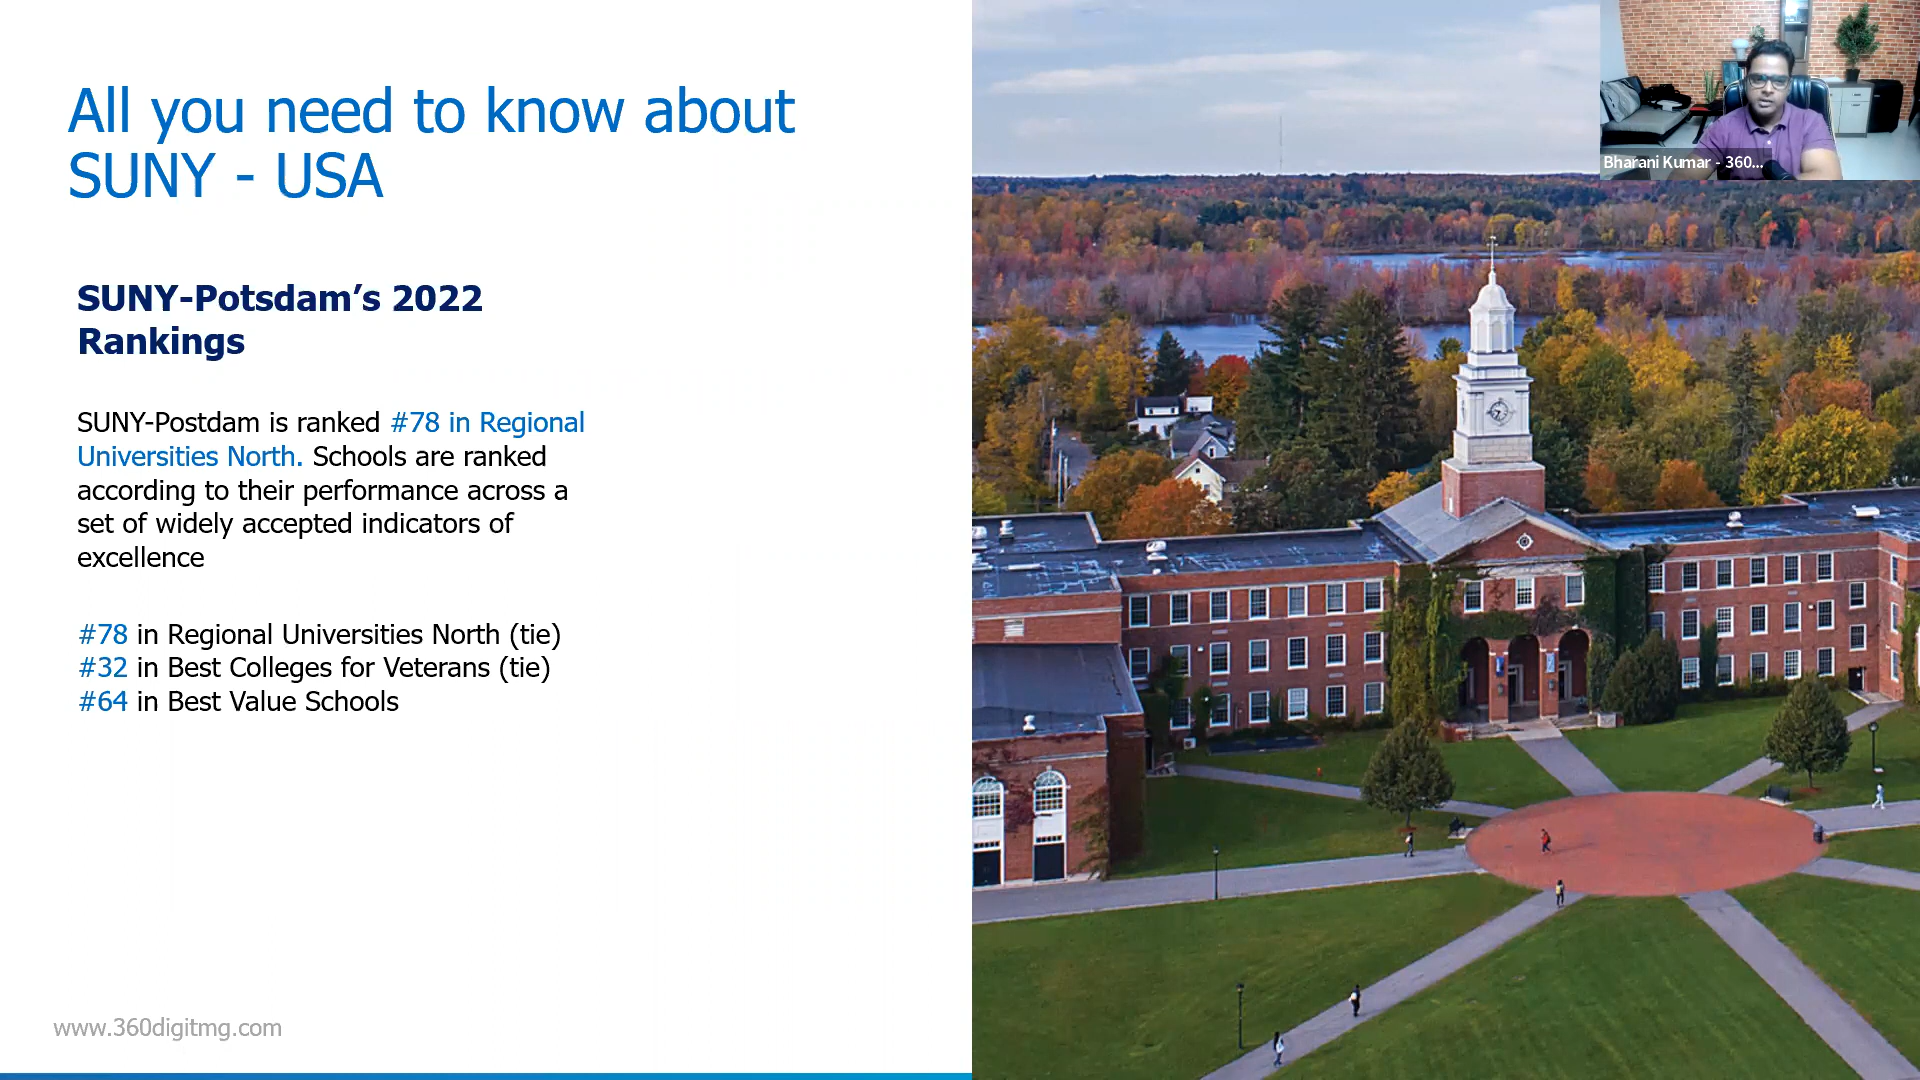 All you need to know about
SUNY - USA
SUNY-Potsdam’s 2022
Rankings
SUNY-Postdam is ranked #78 in Regional
Universities North. Schools are ranked
according to their performance across a
set of widely accepted indicators of
excellence
#78 in Regional Universities North (tie)
#32 in Best Colleges for Veterans (tie)
#64 in Best Value Schools
www.360digitmg.com
Bharani Kumar - 360...